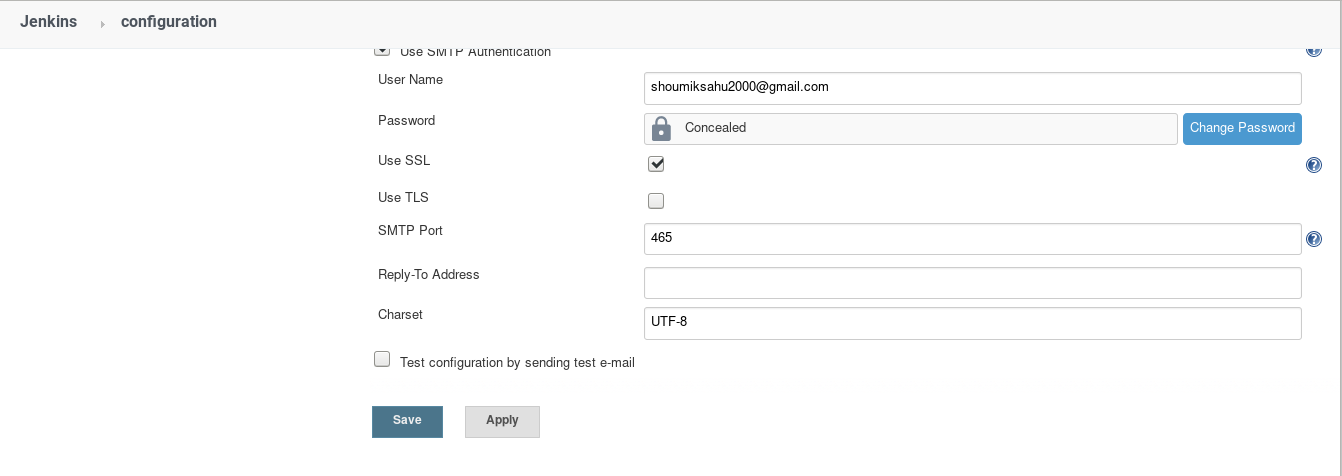 Jenkins configuration
Use SMTP Authentication
User Name shoumiksahu2000@gmail.com
Password Concealed Change Password
Use SSL
Use TLS
SMTP Port 465
Reply-To Address
Charset UTF-8
Test configuration by sending test e-mail
Save Apply